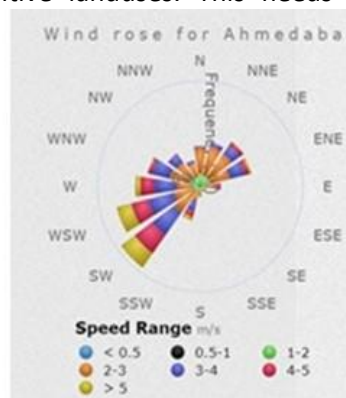 Wind rose for Ahmedaba
N
NNW
NNE
NW
NE
Frequenc
WNW
ENE
W
E
WSW
ESE
SW
SE
SSW
SSE
S
Speed Range m/s
< 0.5
0.5-1
1-2
2-3
3-4
4-5
> 5